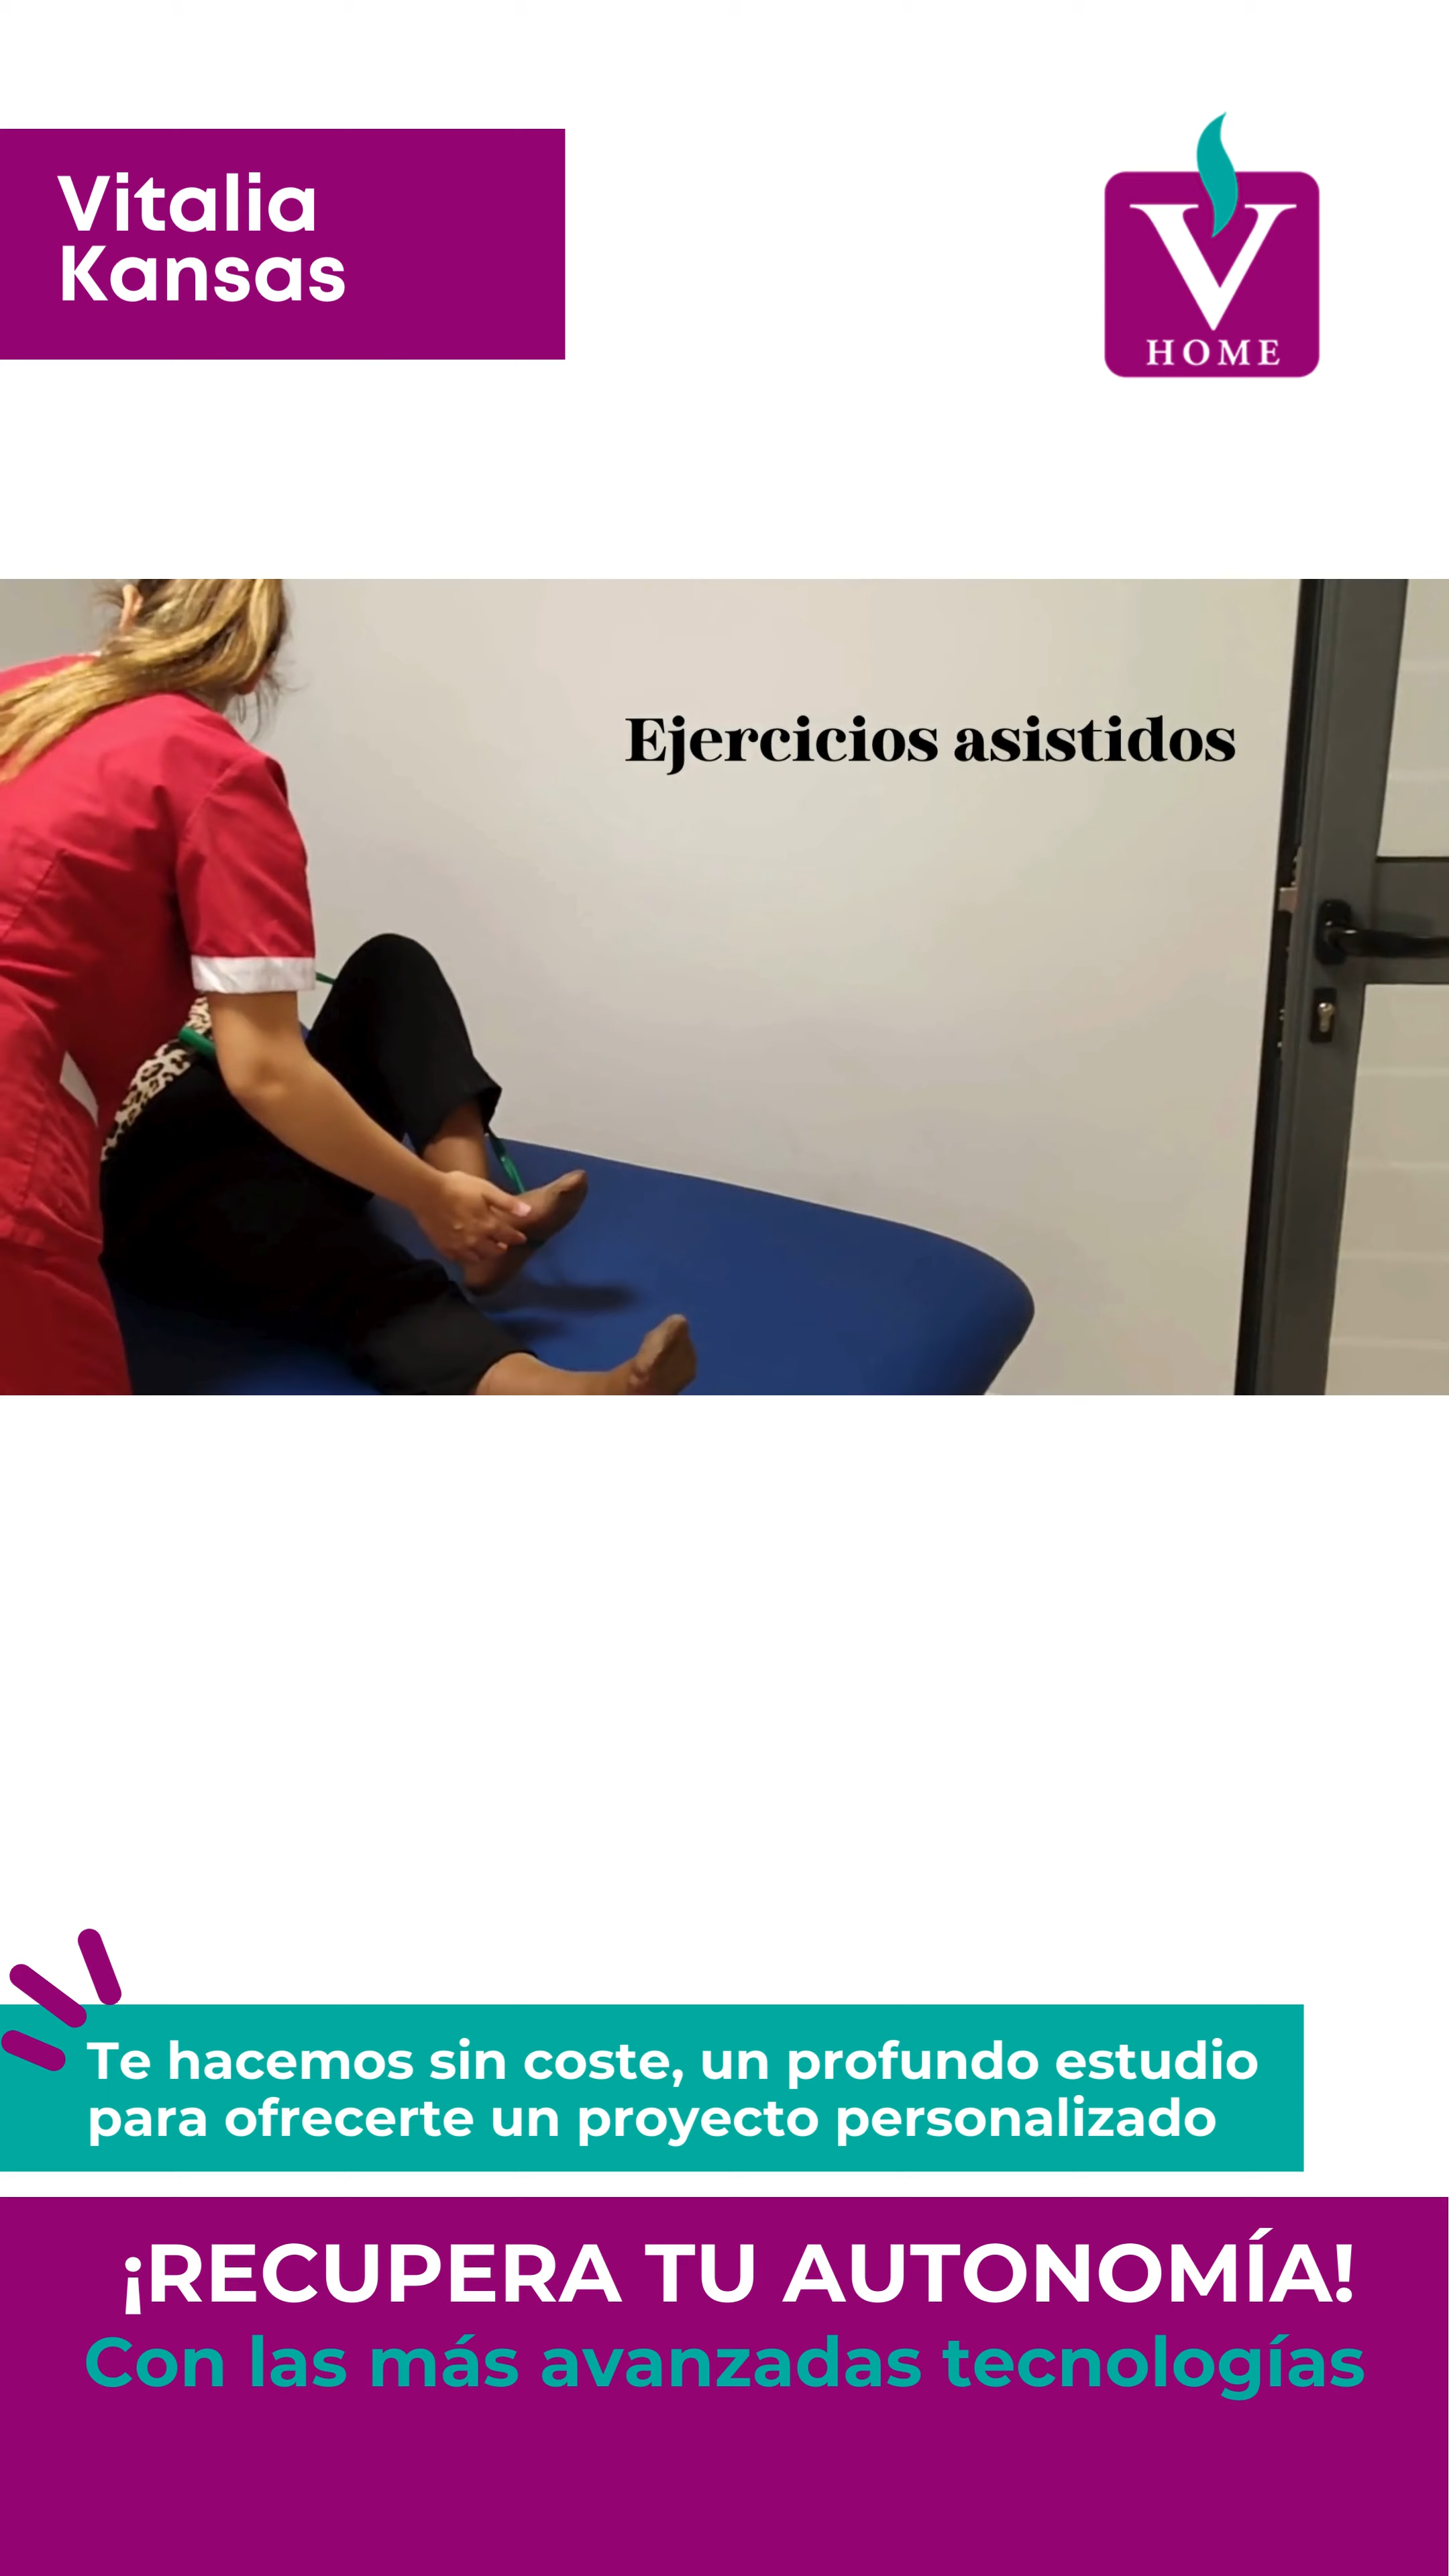 Vitalia
Kansas
V
HOME
Ejercicios asistidos
Te hacemos sin coste, un profundo estudio
para ofrecerte un proyecto personalizado
¡RECUPERA TU AUTONOMÍA!
Con las más avanzadas tecnologías